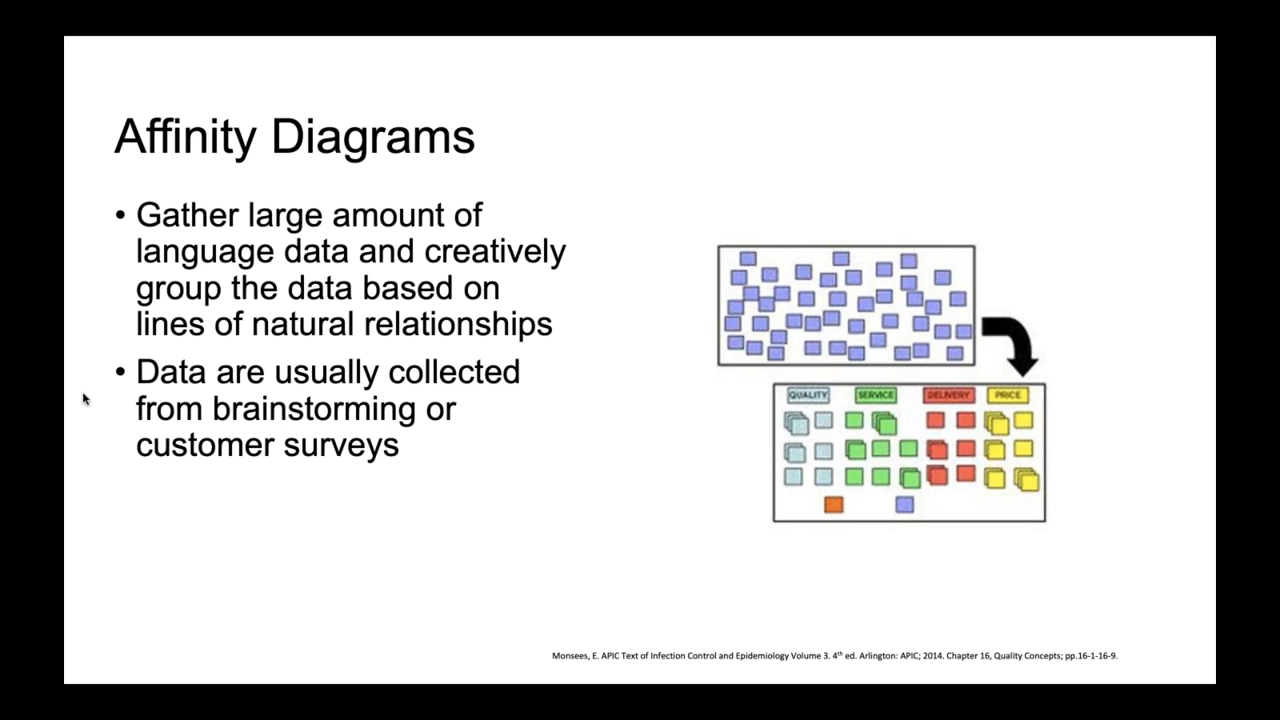 Affinity Diagrams
• Gather large amount of
language data and creatively
group the data based on
lines of natural relationships
• Data are usually collected
from brainstorming or
customer surveys
QUALITY SERVICE DELIVERY PRICE
Monsees, E. APIC Text of Infection Control and Epidemiology Volume 3. 4th ed. Arlington: APIC; 2014. Chapter 16, Quality Concepts; pp.16-1-16-9.